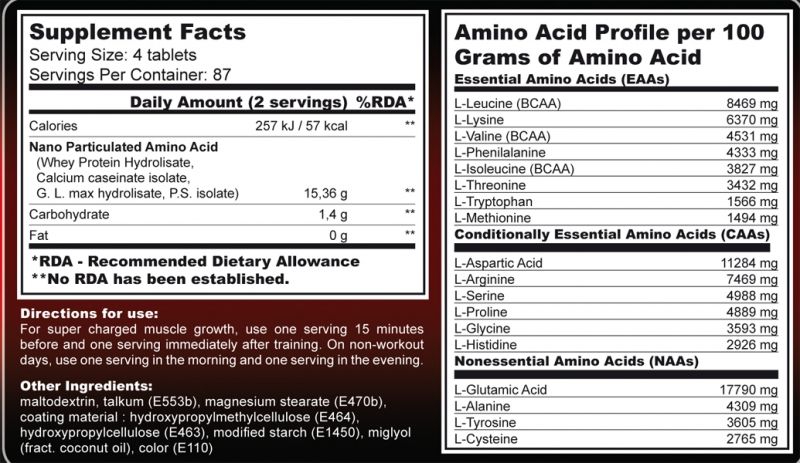 Supplement Facts
Serving Size: 4 tablets
Servings Per Container: 87
Daily Amount (2 servings) %RDA*
Calories 257 kJ / 57 kcal **
Nano Particulated Amino Acid
(Whey Protein Hydrolisate,
Calcium caseinate isolate,
G. L. max hydrolisate, P.S. isolate) 15,36 g **
Carbohydrate 1,4 g **
Fat 0 g **
*RDA - Recommended Dietary Allowance
**No RDA has been established.
Directions for use:
For super charged muscle growth, use one serving 15 minutes
before and one serving immediately after training. On non-workout
days, use one serving in the morning and one serving in the evening.
Other Ingredients:
maltodextrin, talkum (E553b), magnesium stearate (E470b),
coating material : hydroxypropylmethylcellulose (E464),
hydroxypropylcellulose (E463), modified starch (E1450), miglyol
(fract. coconut oil), color (E110)
Amino Acid Profile per 100
Grams of Amino Acid
Essential Amino Acids (EAAs)
L-Leucine (BCAA) 8469 mg
L-Lysine 6370 mg
L-Valine (BCAA) 4531 mg
L-Phenilalanine 4333 mg
L-Isoleucine (BCAA) 3827 mg
L-Threonine 3432 mg
L-Tryptophan 1566 mg
L-Methionine 1494 mg
Conditionally Essential Amino Acids (CAAs)
L-Aspartic Acid 11284 mg
L-Arginine 7469 mg
L-Serine 4988 mg
L-Proline 4889 mg
L-Glycine 3593 mg
L-Histidine 2926 mg
Nonessential Amino Acids (NAAs)
L-Glutamic Acid 17790 mg
L-Alanine 4309 mg
L-Tyrosine 3605 mg
L-Cysteine 2765 mg